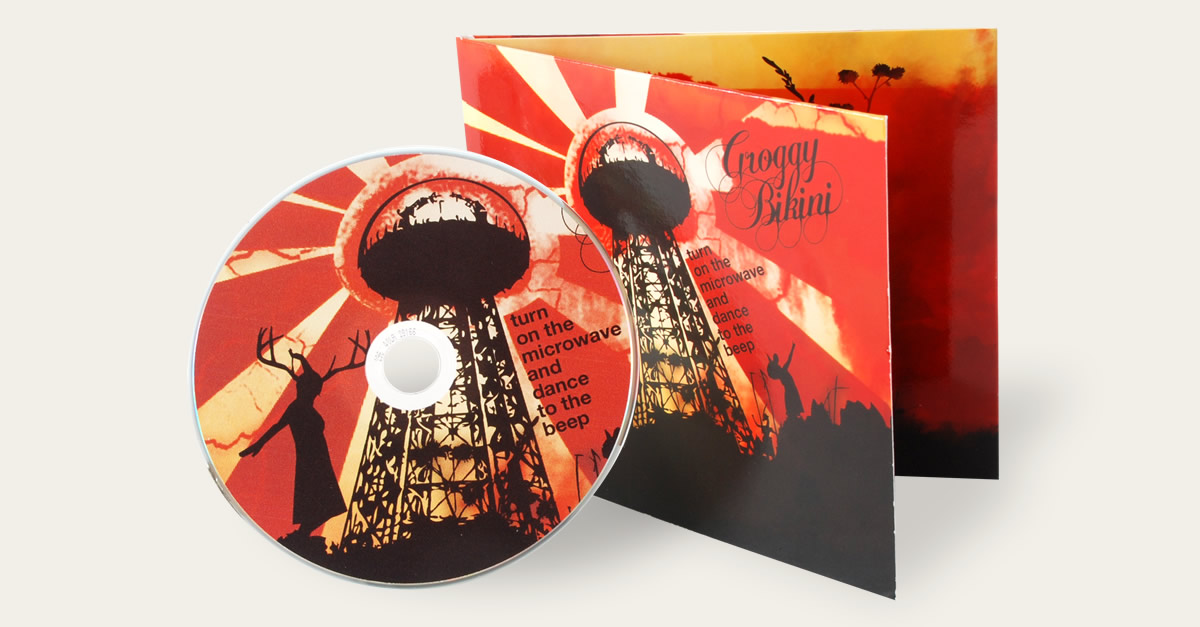 turn
on the
microwave
and
dance
to the
beep
Groggy
Bikini
turn
on the
microwave
and
dance
to the
beep